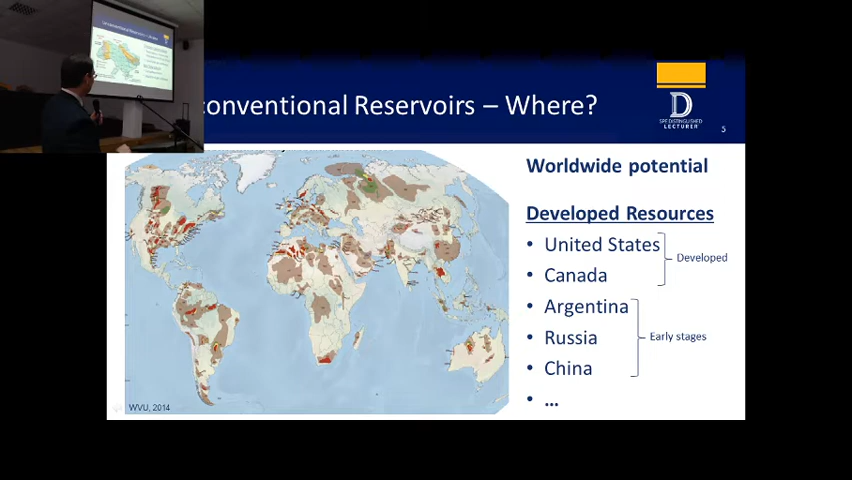 conventional Reservoirs – Where?
SPE DISTINGUISHED
LECTURER
5
Worldwide potential
Developed Resources
• United States
• Canada
Developed
• Argentina
• Russia
• China
Early stages
• ...
WVU, 2014